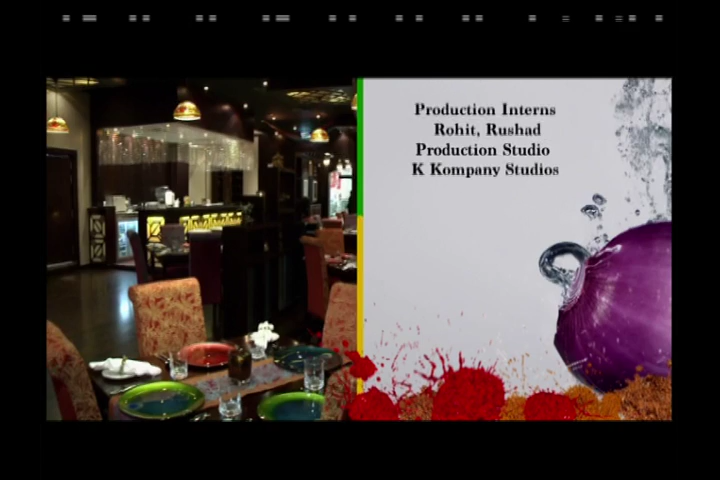 Production Interns
Rohit, Rushad
Production Studio
K Kompany Studios